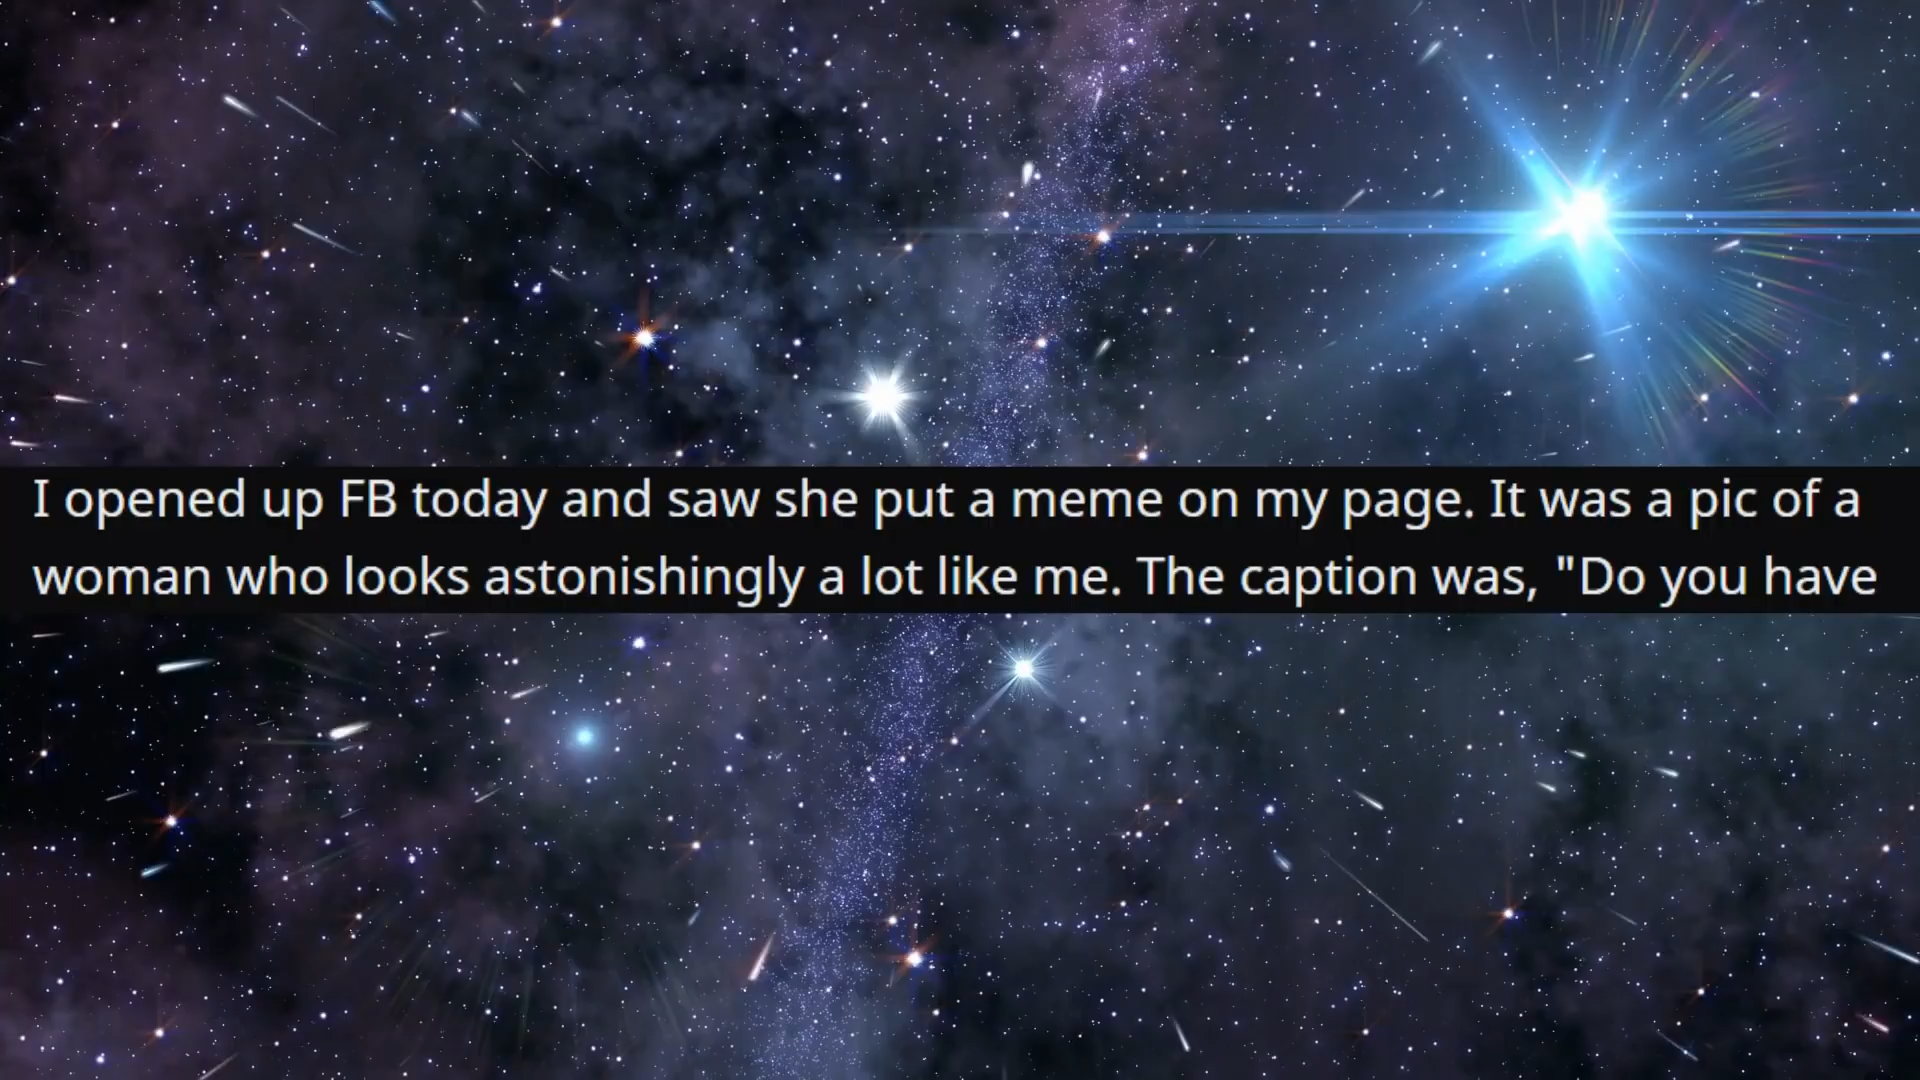 I opened up FB today and saw she put a meme on my page. It was a pic of a
woman who looks astonishingly a lot like me. The caption was, "Do you have